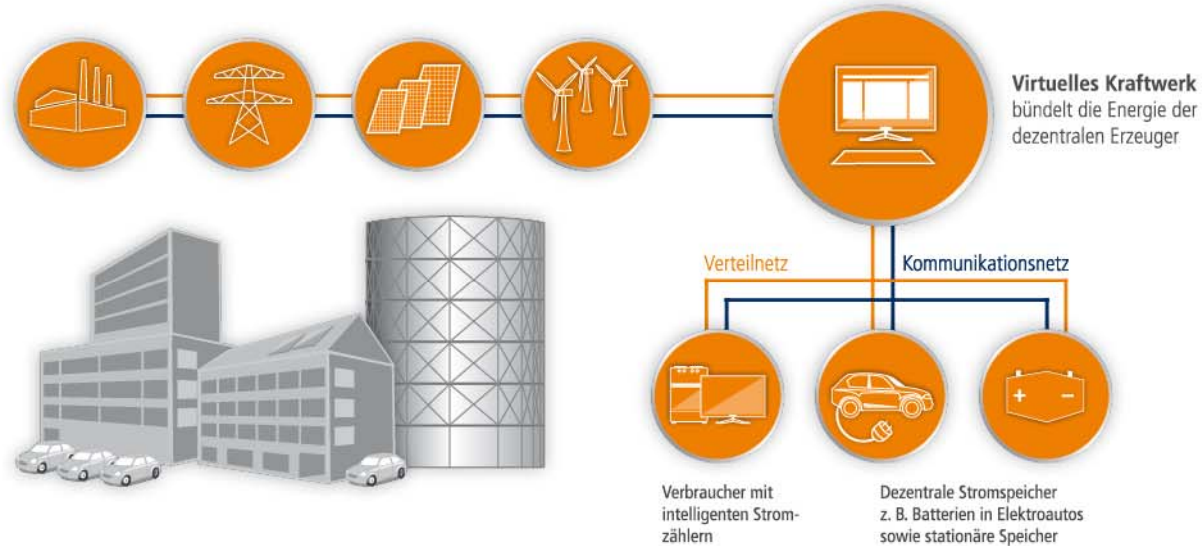 Virtuelles Kraftwerk
bündelt die Energie der
dezentralen Erzeuger
Verteilnetz
Kommunikationsnetz
+ −
Verbraucher mit
intelligenten Strom-
zählern
Dezentrale Stromspeicher
z. B. Batterien in Elektroautos
sowie stationäre Speicher